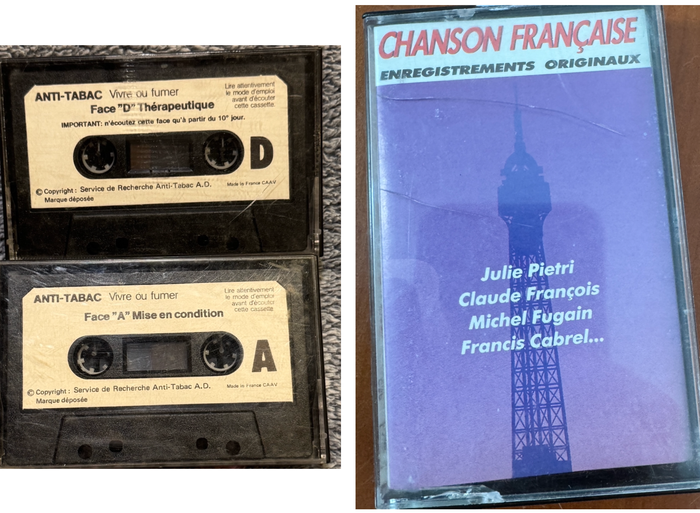 ANTI-TABAC Vivre ou fumer
Lire attentivement
le mode d'emploi
avant d'écouter
cette cassette
Face "D" Thérapeutique
IMPORTANT: n'écoutez cette face qu'à partir du 10e jour.
D
© Copyright : Service de Recherche Anti-Tabac A.D.
Marque déposée
Made in France C.A.A.V
ANTI-TABAC Vivre ou fumer
Lire attentivement
le mode d'emploi
avant d'écouter
cette cassette
Face "A" Mise en condition
A
© Copyright : Service de Recherche Anti-Tabac A.D.
Marque déposée
Made in France C.A.A.V
CHANSON FRANÇAISE
ENREGISTREMENTS ORIGINAUX
Julie Pietri
Claude François
Michel Fugain
Francis Cabrel...